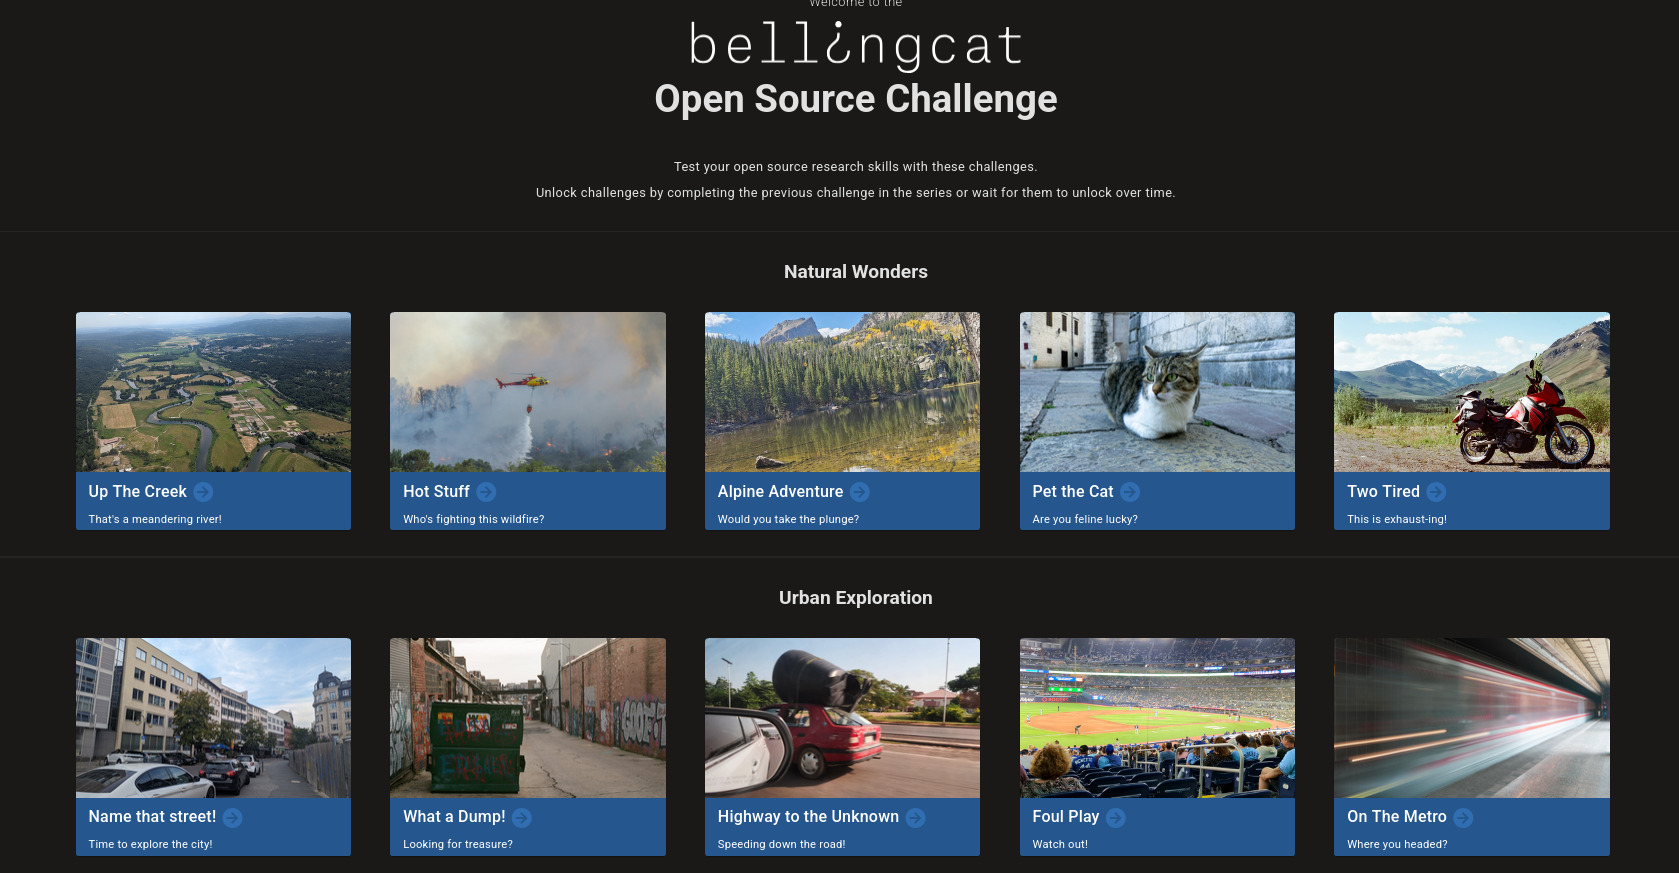 Welcome to the
bellingcat
Open Source Challenge
Test your open source research skills with these challenges.
Unlock challenges by completing the previous challenge in the series or wait for them to unlock over time.
Natural Wonders
Up The Creek
That's a meandering river!
Hot Stuff
Who's fighting this wildfire?
Alpine Adventure
Would you take the plunge?
Pet the Cat
Are you feline lucky?
Two Tired
This is exhaust-ing!
Urban Exploration
Name that street!
Time to explore the city!
What a Dump!
Looking for treasure?
Highway to the Unknown
Speeding down the road!
Foul Play
Watch out!
On The Metro
Where you headed?